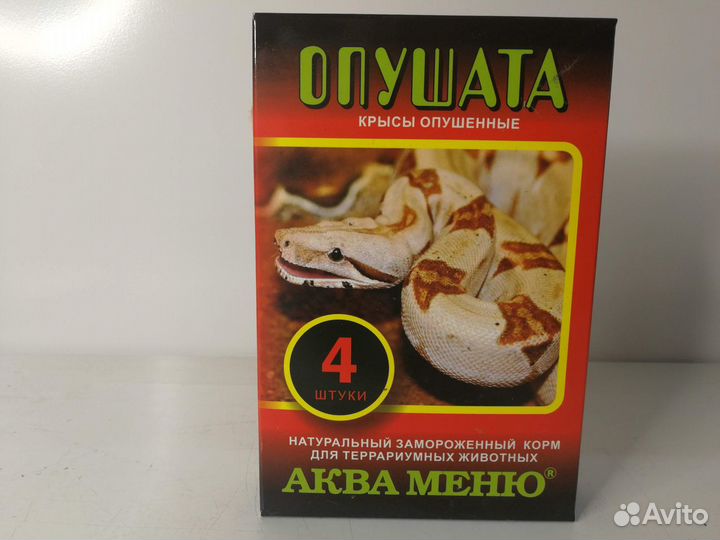 ОПУШАТА
КРЫСЫ ОПУШЕННЫЕ
4
ШТУКИ
НАТУРАЛЬНЫЙ ЗАМОРОЖЕННЫЙ КОРМ
ДЛЯ ТЕРРАРИУМНЫХ ЖИВОТНЫХ
АКВА МЕНЮ®
Avito